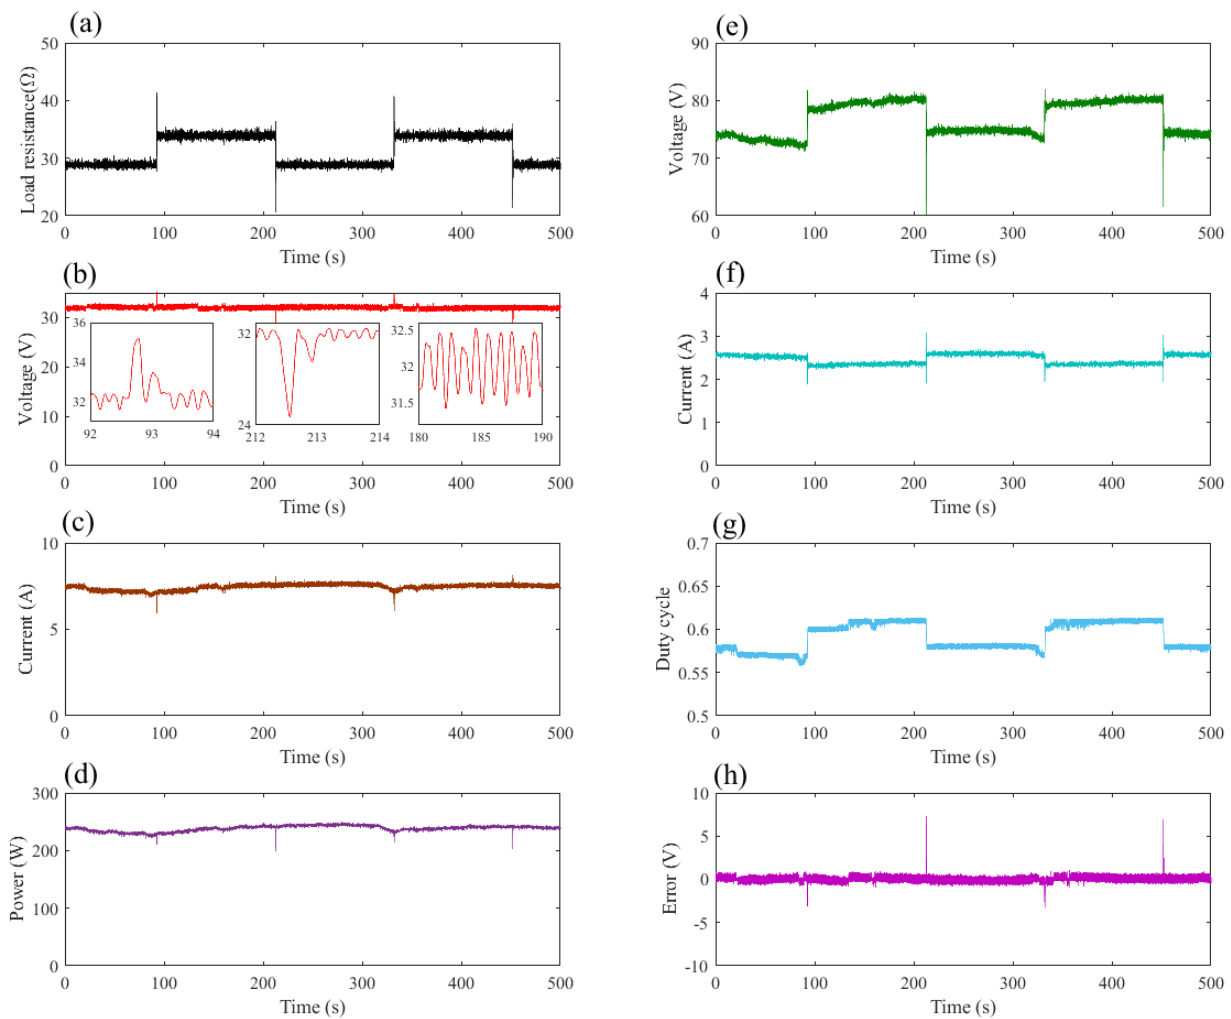 (a)
50
40
30
20
Load resistance(Ω)
0 100 200 300 400 500
Time (s)
(b)
30
20
10
0
Voltage (V)
36
34
32
92 93 94
32
24
212 213 214
32.5
32
31.5
180 185 190
0 100 200 300 400 500
Time (s)
(c)
10
5
0
Current (A)
0 100 200 300 400 500
Time (s)
(d)
300
200
100
0
Power (W)
0 100 200 300 400 500
Time (s)
(e)
90
80
70
60
Voltage (V)
0 100 200 300 400 500
Time (s)
(f)
4
3
2
1
0
Current (A)
0 100 200 300 400 500
Time (s)
(g)
0.7
0.65
0.6
0.55
0.5
Duty cycle
0 100 200 300 400 500
Time (s)
(h)
10
5
0
-5
-10
Error (V)
0 100 200 300 400 500
Time (s)